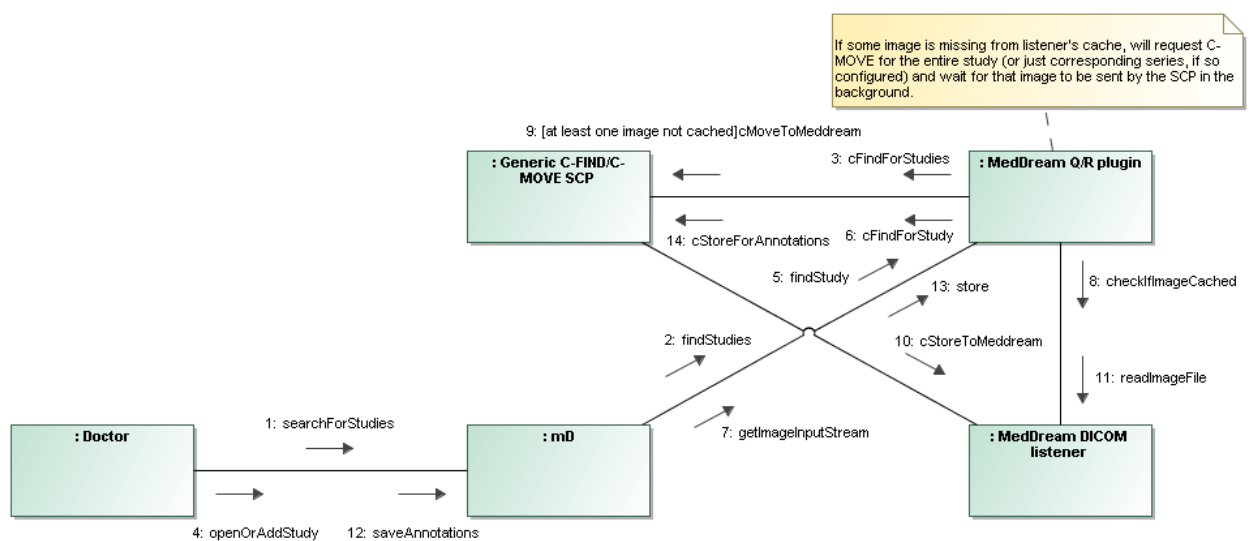 If some image is missing from listener's cache, will request C-
MOVE for the entire study (or just corresponding series, if so
configured) and wait for that image to be sent by the SCP in the
background.
9: [at least one image not cached]cMoveToMeddream
: Generic C-FIND/C-
MOVE SCP
3: cFindForStudies
: MedDream Q/R plugin
14: cStoreForAnnotations
6: cFindForStudy
5: findStudy
13: store
8: checkIfImageCached
2: findStudies
10: cStoreToMeddream
11: readImageFile
1: searchForStudies
7: getImageInputStream
: Doctor
: mD
: MedDream DICOM
listener
4: openOrAddStudy
12: saveAnnotations